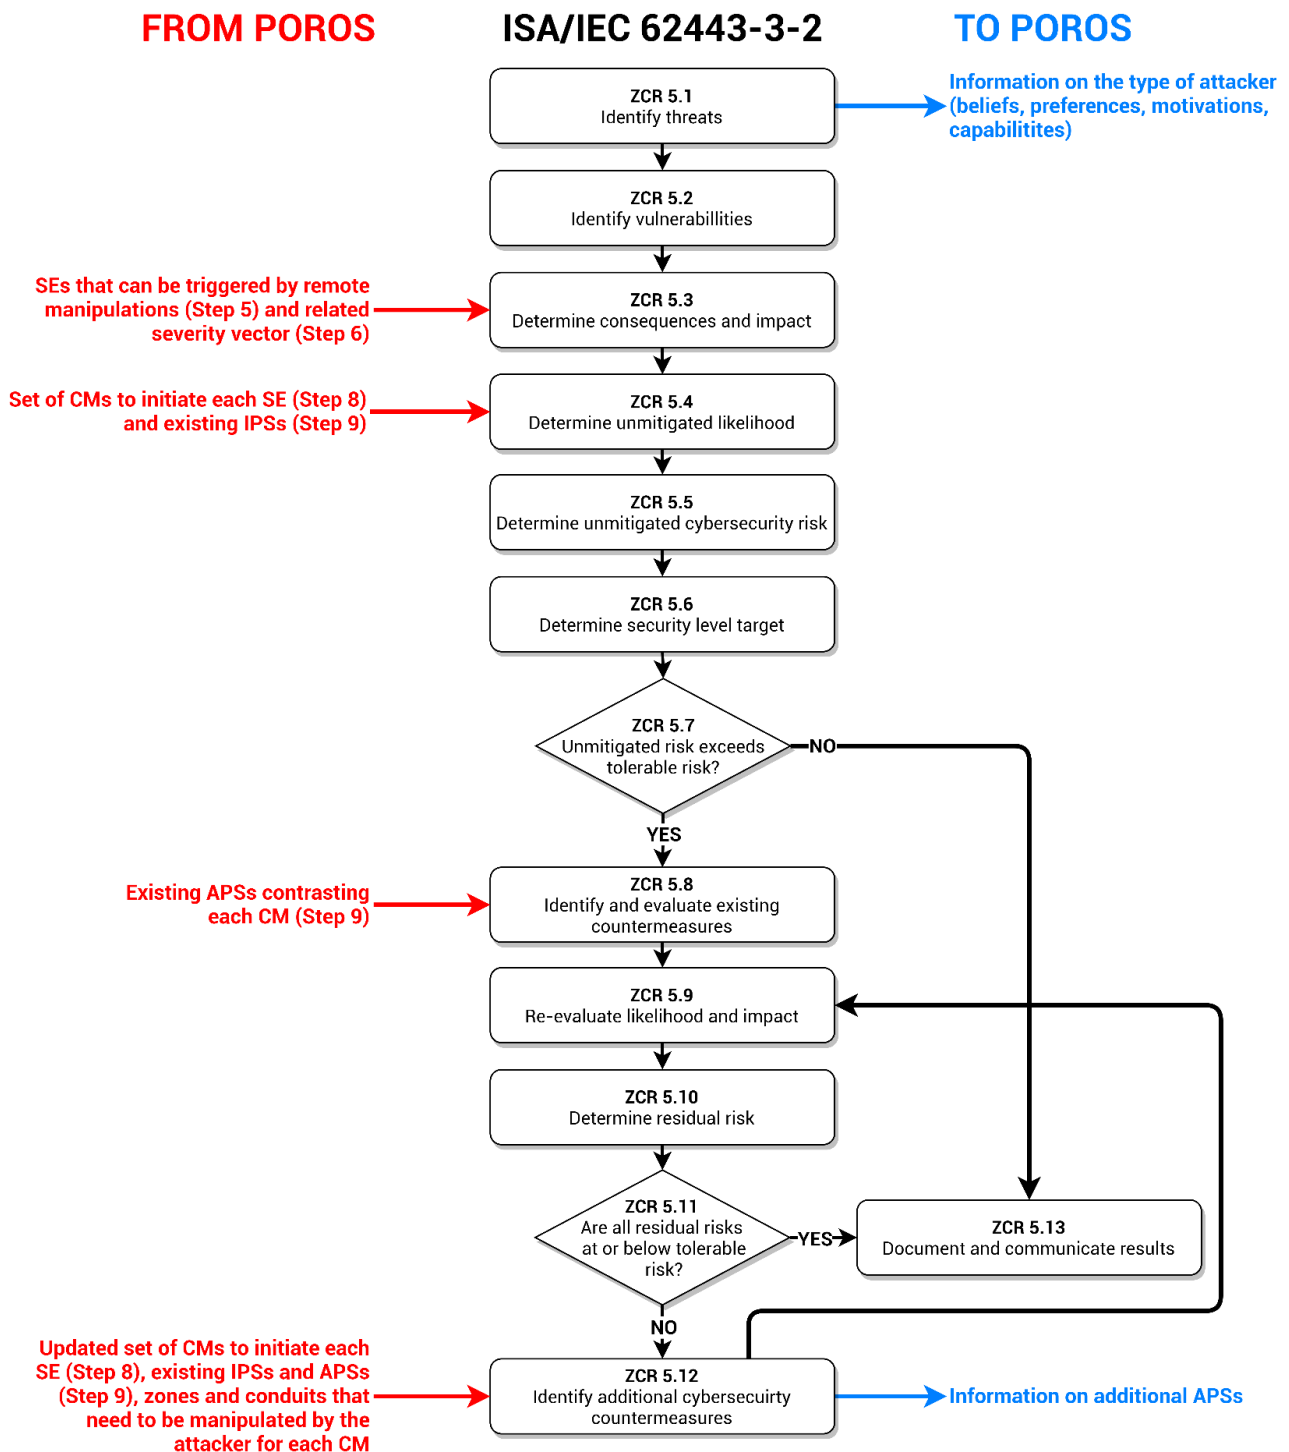 FROM POROS
ISA/IEC 62443-3-2
TO POROS
ZCR 5.1
Identify threats
Information on the type of attacker
(beliefs, preferences, motivations,
capabilitites)
ZCR 5.2
Identify vulnerabillities
SEs that can be triggered by remote
manipulations (Step 5) and related
severity vector (Step 6)
ZCR 5.3
Determine consequences and impact
Set of CMs to initiate each SE (Step 8)
and existing IPSs (Step 9)
ZCR 5.4
Determine unmitigated likelihood
ZCR 5.5
Determine unmitigated cybersecurity risk
ZCR 5.6
Determine security level target
ZCR 5.7
Unmitigated risk exceeds
tolerable risk?
NO
YES
Existing APSs contrasting
each CM (Step 9)
ZCR 5.8
Identify and evaluate existing
countermeasures
ZCR 5.9
Re-evaluate likelihood and impact
ZCR 5.10
Determine residual risk
ZCR 5.11
Are all residual risks
at or below tolerable
risk?
YES
ZCR 5.13
Document and communicate results
NO
Updated set of CMs to initiate each
SE (Step 8), existing IPSs and APSs
(Step 9), zones and conduits that
need to be manipulated by the
attacker for each CM
ZCR 5.12
Identify additional cybersecuirty
countermeasures
Information on additional APSs